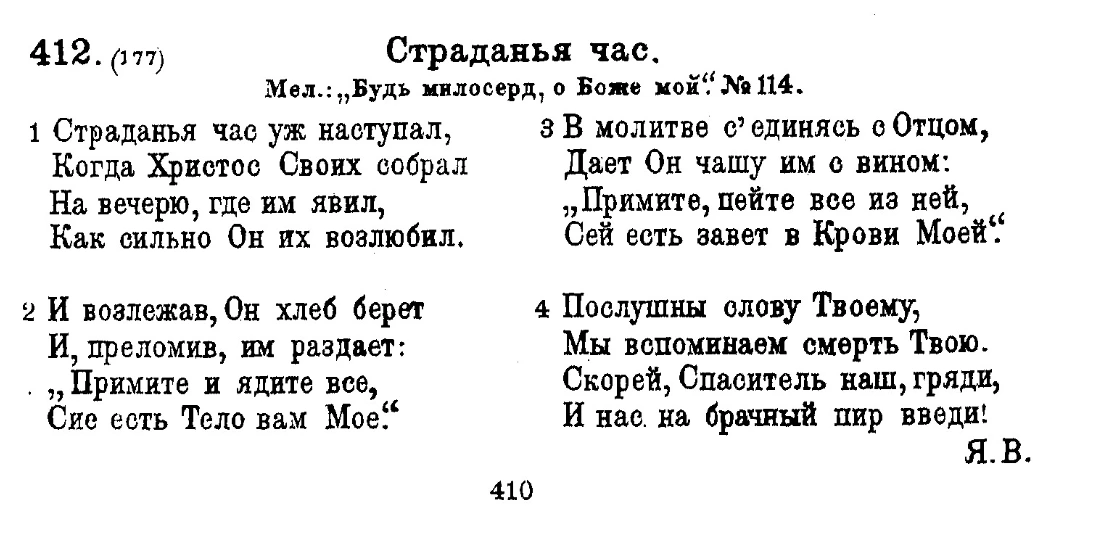 412. (177) Страданья час.
Мел.: „Будь милосерд, о Боже мой“. № 114.
1 Страданья час уж наступал,
Когда Христос Своих собрал
На вечерю, где им явил,
Как сильно Он их возлюбил.
2 И возлежав, Он хлеб берет
И, преломив, им раздает:
„Примите и ядите все,
Сие есть Тело вам Мое“.
3 В молитве с’единясь с Отцом,
Дает Он чашу им с вином:
„Примите, пейте все из ней,
Сей есть завет в Крови Моей“.
4 Послушны слову Твоему,
Мы вспоминаем смерть Твою.
Скорей, Спаситель наш, гряди,
И нас на брачный пир введи!
Я. В.
410